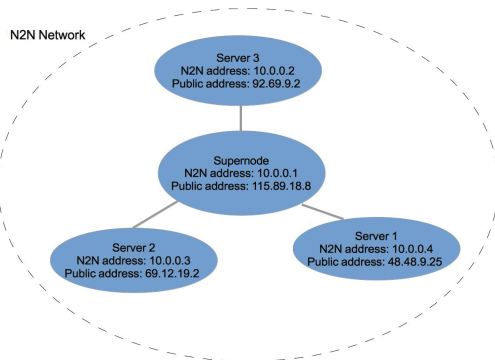 N2N Network
Server 3
N2N address: 10.0.0.2
Public address: 92.69.9.2
Supernode
N2N address: 10.0.0.1
Public address: 115.89.18.8
Server 2
N2N address: 10.0.0.3
Public address: 69.12.19.2
Server 1
N2N address: 10.0.0.4
Public address: 48.48.9.25